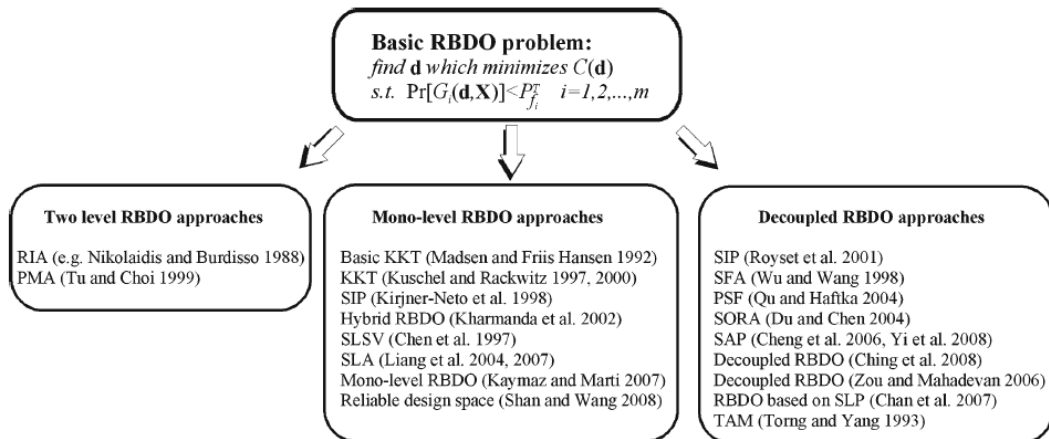 Basic RBDO problem:
find d which minimizes C(d)
s.t. Pr[G_i(d,X)]<P^T_{f_i} i=1,2,...,m
Two level RBDO approaches
RIA (e.g. Nikolaidis and Burdisso 1988)
PMA (Tu and Choi 1999)
Mono-level RBDO approaches
Basic KKT (Madsen and Friis Hansen 1992)
KKT (Kuschel and Rackwitz 1997, 2000)
SIP (Kirjner-Neto et al. 1998)
Hybrid RBDO (Kharmanda et al. 2002)
SLSV (Chen et al. 1997)
SLA (Liang et al. 2004, 2007)
Mono-level RBDO (Kaymaz and Marti 2007)
Reliable design space (Shan and Wang 2008)
Decoupled RBDO approaches
SIP (Royset et al. 2001)
SFA (Wu and Wang 1998)
PSF (Qu and Haftka 2004)
SORA (Du and Chen 2004)
SAP (Cheng et al. 2006, Yi et al. 2008)
Decoupled RBDO (Ching et al. 2008)
Decoupled RBDO (Zou and Mahadevan 2006)
RBDO based on SLP (Chan et al. 2007)
TAM (Torng and Yang 1993)